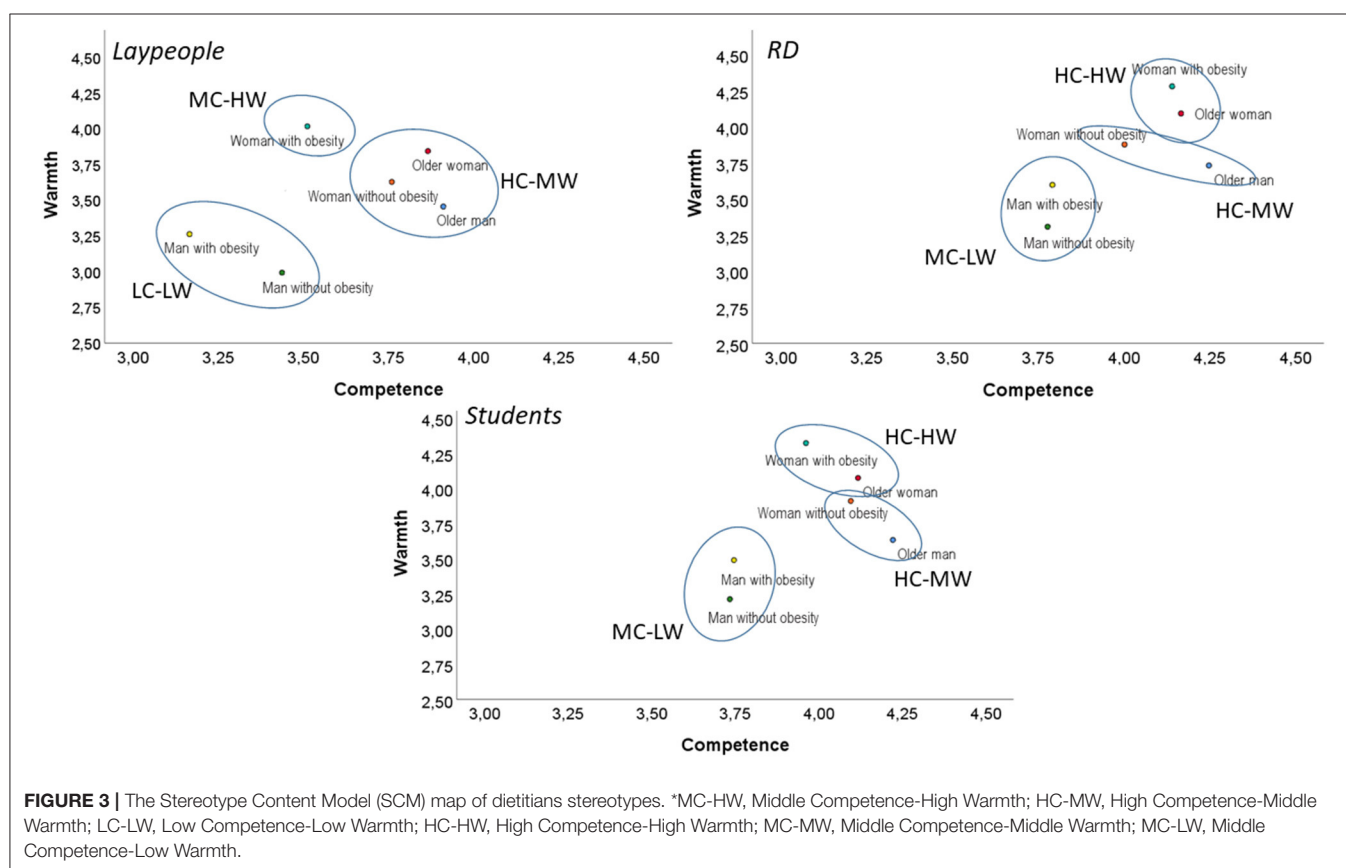 Laypeople
4,50
4,25
4,00
3,75
3,50
3,25
3,00
2,75
2,50
Warmth
MC-HW
Woman with obesity
Older woman
Woman without obesity
HC-MW
Older man
Man with obesity
LC-LW
Man without obesity
3,00 3,25 3,50 3,75 4,00 4,25 4,50
Competence
RD
4,50
4,25
4,00
3,75
3,50
3,25
3,00
2,75
2,50
Warmth
HC-HW
Woman with obesity
Older woman
Woman without obesity
Older man
HC-MW
Man with obesity
Man without obesity
MC-LW
3,00 3,25 3,50 3,75 4,00 4,25 4,50
Competence
Students
4,50
4,25
4,00
3,75
3,50
3,25
3,00
2,75
2,50
Warmth
HC-HW
Woman with obesity
Older woman
Woman without obesity
Older man
HC-MW
Man with obesity
Man without obesity
MC-LW
3,00 3,25 3,50 3,75 4,00 4,25 4,50
Competence
FIGURE 3 | The Stereotype Content Model (SCM) map of dietitians stereotypes. *MC-HW, Middle Competence-High Warmth; HC-MW, High Competence-Middle
Warmth; LC-LW, Low Competence-Low Warmth; HC-HW, High Competence-High Warmth; MC-MW, Middle Competence-Middle Warmth; MC-LW, Middle
Competence-Low Warmth.